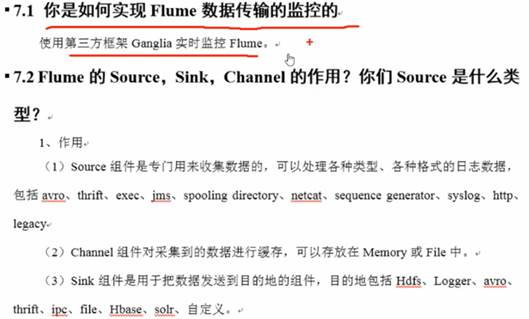 7.1 你是如何实现 Flume 数据传输的监控的
使用第三方框架 Ganglia 实时监控 Flume。
7.2 Flume 的 Source，Sink，Channel 的作用？你们 Source 是什么类
型？
1、作用
（1）Source 组件是专门用来收集数据的，可以处理各种类型、各种格式的日志数据，
包括 avro、thrift、exec、jms、spooling directory、netcat、sequence generator、syslog、http、
legacy
（2）Channel 组件对采集到的数据进行缓存，可以存放在 Memory 或 File 中。
（3）Sink 组件是用于把数据发送到目的地的组件，目的地包括 Hdfs、Logger、avro、
thrift、ipc、file、Hbase、solr、自定义。